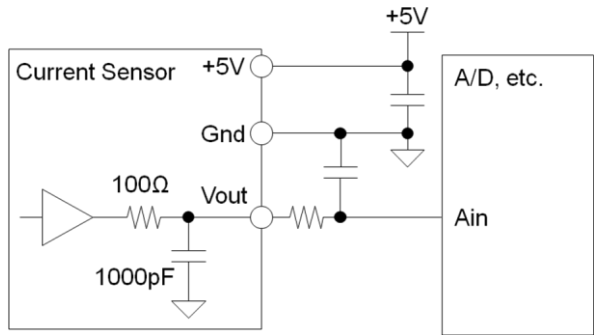 +5V
Current Sensor
+5V
A/D, etc.
Gnd
100Ω
Vout
Ain
1000pF